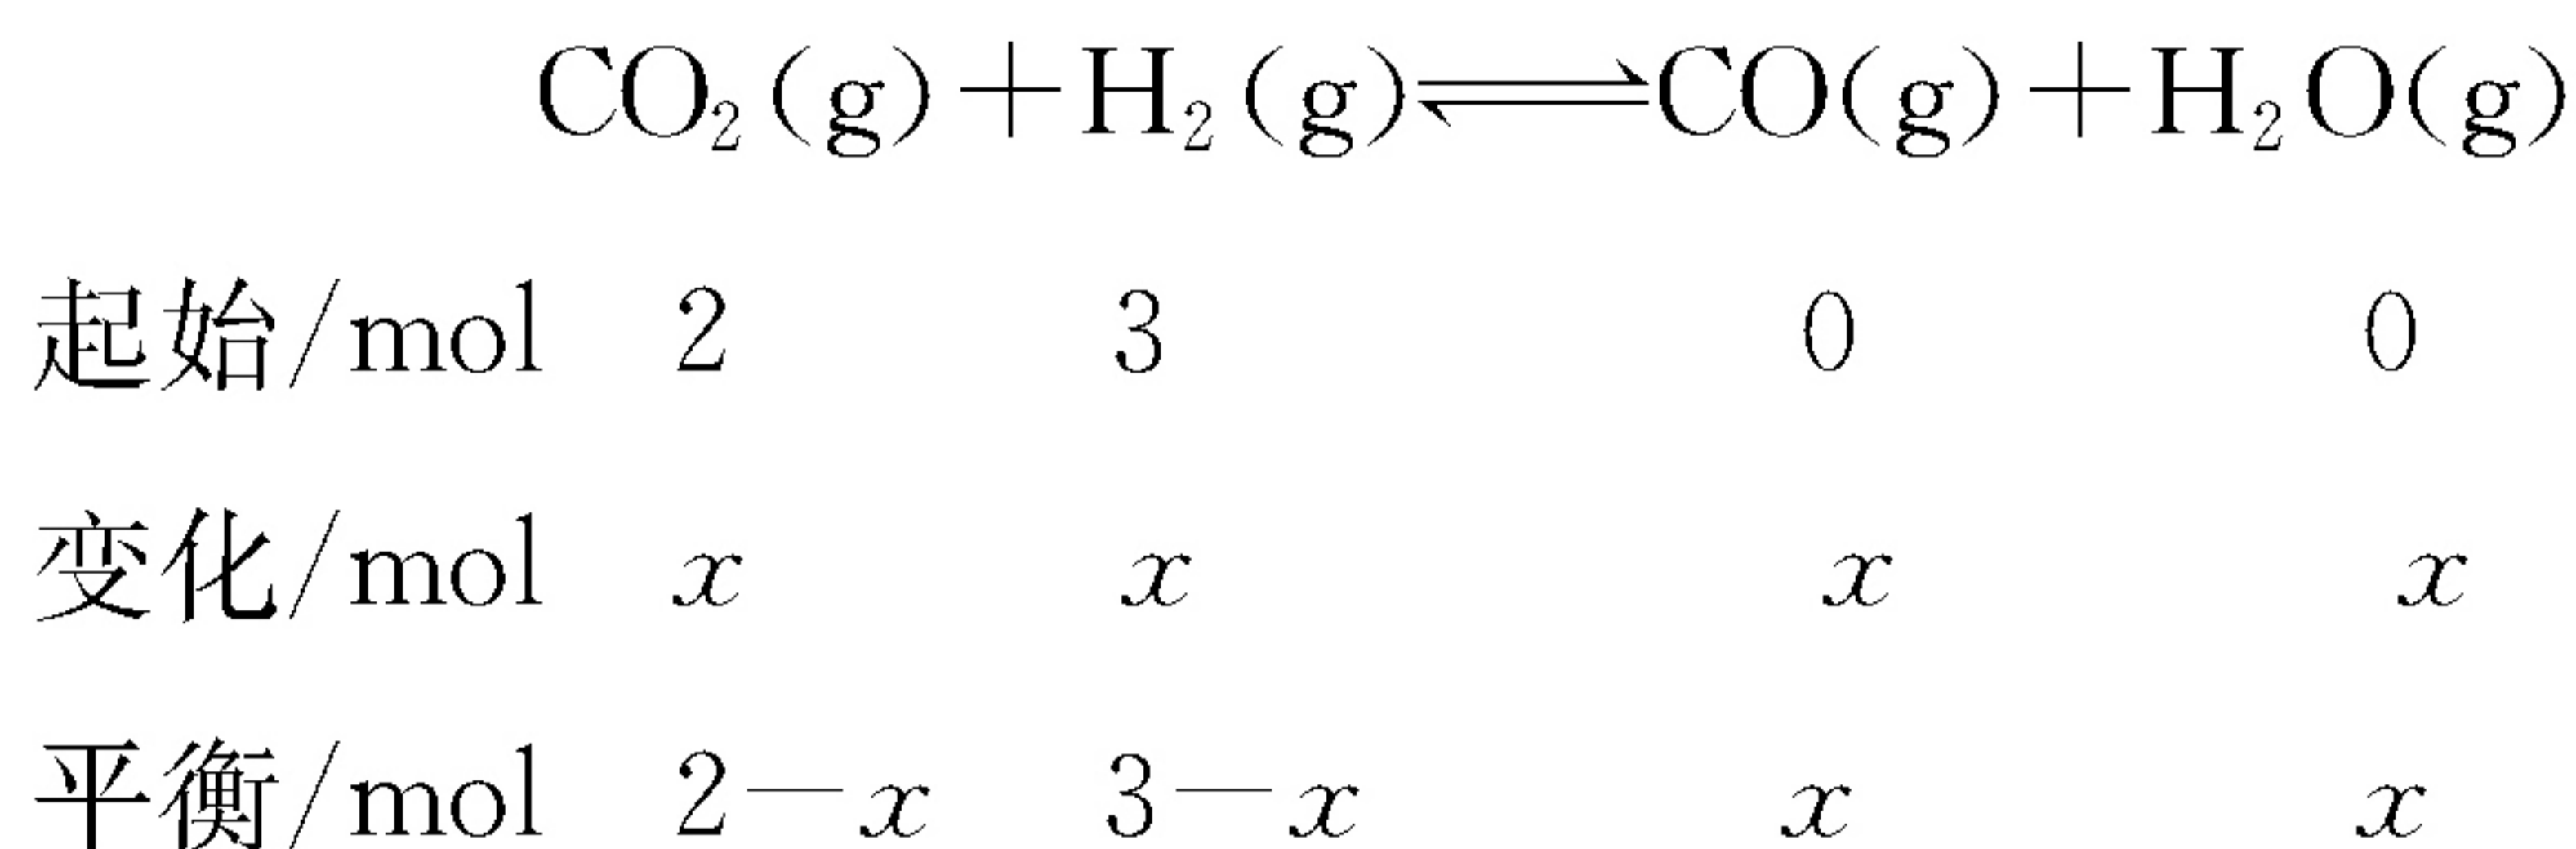 CO₂(g)+H₂(g)⇌CO(g)+H₂O(g)
起始/mol 2 3 0 0
变化/mol x x x x
平衡/mol 2－x 3－x x x